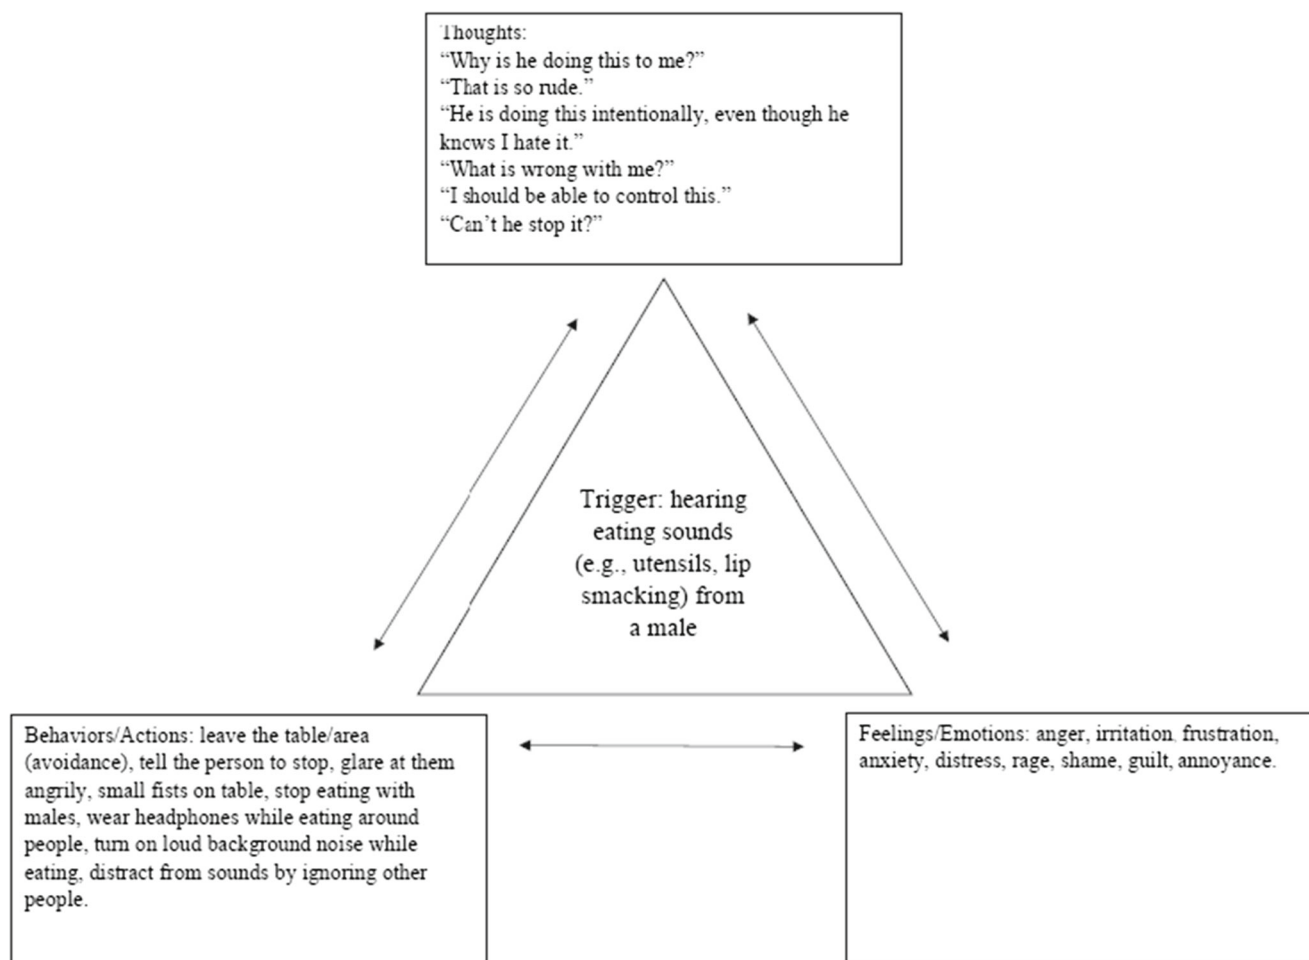 Thoughts:
“Why is he doing this to me?”
“That is so rude.”
“He is doing this intentionally, even though he
knows I hate it.”
“What is wrong with me?”
“I should be able to control this.”
“Can’t he stop it?”
Trigger: hearing
eating sounds
(e.g., utensils, lip
smacking) from
a male
Behaviors/Actions: leave the table/area
(avoidance), tell the person to stop, glare at them
angrily, small fists on table, stop eating with
males, wear headphones while eating around
people, turn on loud background noise while
eating, distract from sounds by ignoring other
people.
Feelings/Emotions: anger, irritation, frustration,
anxiety, distress, rage, shame, guilt, annoyance.